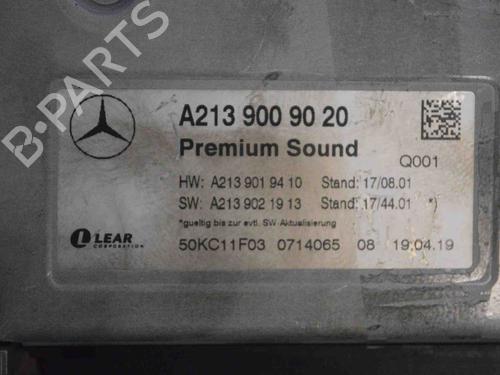 B-PARTS
A213 900 90 20
Premium Sound
Q001
HW: A213 901 94 10 Stand: 17/08.01
SW: A213 902 19 13 Stand: 17/44.01 *)
*gueltig bis zur evtl. SW-Aktualisierung
LEAR
CORPORATION
50KC11F03 0714065 08 19.04.19